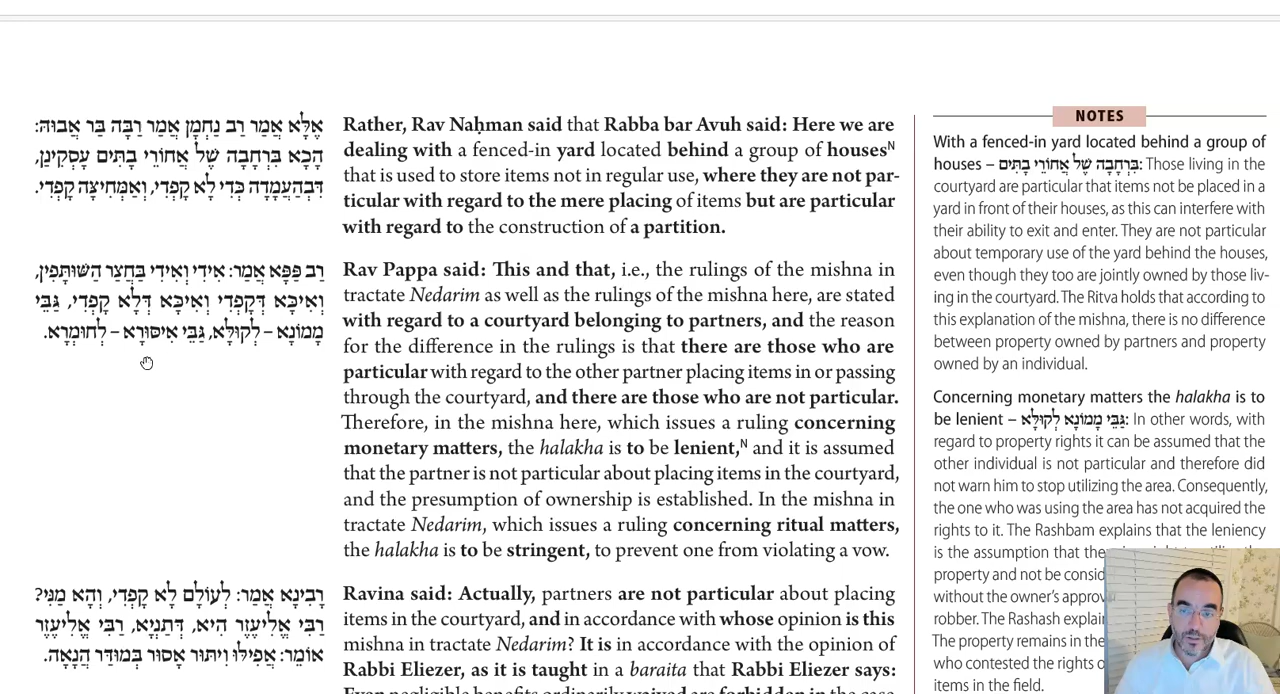 אֶלָּא אֲמַר רַב נַחְמָן אֲמַר רַבָּה בַּר אֲבוּהּ:
הָכָא בִּרְחָבָה שֶׁל אֲחוֹרֵי בָתִּים עָסְקִינַן,
דִּבְהַעֲמָדָה כְּדִי לָא קָפְדִי, וְאַמְּחִיצָּה קָפְדִי.
רַב פַּפָּא אֲמַר: אִידֵּי וְאִידֵּי בַּחֲצַר הַשּׁוּתָּפִין,
וְאִיכָּא דְּקָפְדִי וְאִיכָּא דְּלָא קָפְדִי, גַּבֵּי
מָמוֹנָא – לְקוּלָּא, גַּבֵּי אִיסּוּרָא – לְחוּמְרָא.
רָבִינָא אֲמַר: לְעוֹלָם לָא קָפְדִי, וְהָא מַנִּי?
רַבִּי אֱלִיעֶזֶר הִיא, דְּתַנְיָא, רַבִּי אֱלִיעֶזֶר
אוֹמֵר: אֲפִילּוּ וִיתּוּר אָסוּר בְּמוּדַּר הֲנָאָה.
Rather, Rav Naḥman said that Rabba bar Avuh said: Here we are
dealing with a fenced-in yard located behind a group of housesᴺ
that is used to store items not in regular use, where they are not par-
ticular with regard to the mere placing of items but are particular
with regard to the construction of a partition.
Rav Pappa said: This and that, i.e., the rulings of the mishna in
tractate Nedarim as well as the rulings of the mishna here, are stated
with regard to a courtyard belonging to partners, and the reason
for the difference in the rulings is that there are those who are
particular with regard to the other partner placing items in or passing
through the courtyard, and there are those who are not particular.
Therefore, in the mishna here, which issues a ruling concerning
monetary matters, the halakha is to be lenient,ᴺ and it is assumed
that the partner is not particular about placing items in the courtyard,
and the presumption of ownership is established. In the mishna in
tractate Nedarim, which issues a ruling concerning ritual matters,
the halakha is to be stringent, to prevent one from violating a vow.
Ravina said: Actually, partners are not particular about placing
items in the courtyard, and in accordance with whose opinion is this
mishna in tractate Nedarim? It is in accordance with the opinion of
Rabbi Eliezer, as it is taught in a baraita that Rabbi Eliezer says:
Even negligible benefits ordinarily waived are forbidden in the case
NOTES
With a fenced-in yard located behind a group of
houses – בִּרְחָבָה שֶׁל אֲחוֹרֵי בָתִּים: Those living in the
courtyard are particular that items not be placed in a
yard in front of their houses, as this can interfere with
their ability to exit and enter. They are not particular
about temporary use of the yard behind the houses,
even though they too are jointly owned by those liv-
ing in the courtyard. The Ritva holds that according to
this explanation of the mishna, there is no difference
between property owned by partners and property
owned by an individual.
Concerning monetary matters the halakha is to
be lenient – גַּבֵּי מָמוֹנָא לְקוּלָּא: In other words, with
regard to property rights it can be assumed that the
other individual is not particular and therefore did
not warn him to stop utilizing the area. Consequently,
the one who was using the area has not acquired the
rights to it. The Rashbam explains that the leniency
is the assumption that the
property and not be consid
without the owner's approv
robber. The Rashash explai
The property remains in the
who contested the rights o
items in the field.